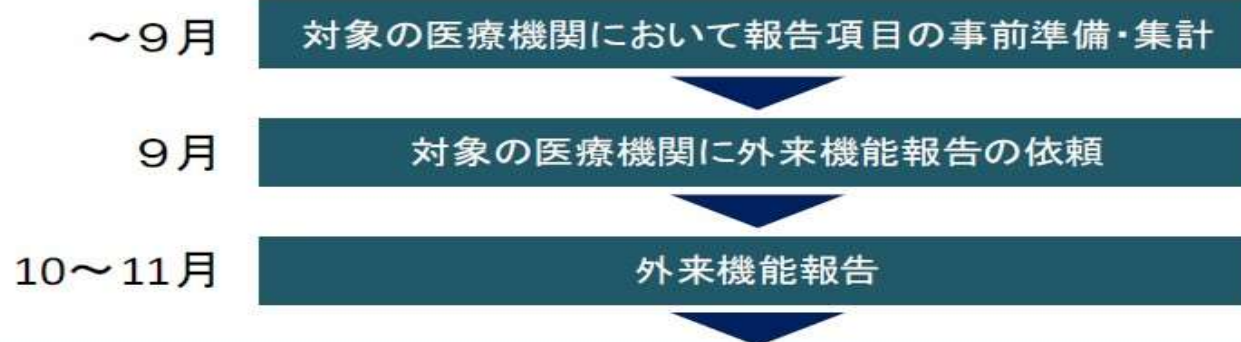 ～９月
対象の医療機関において報告項目の事前準備・集計
９月
対象の医療機関に外来機能報告の依頼
10～11月
外来機能報告